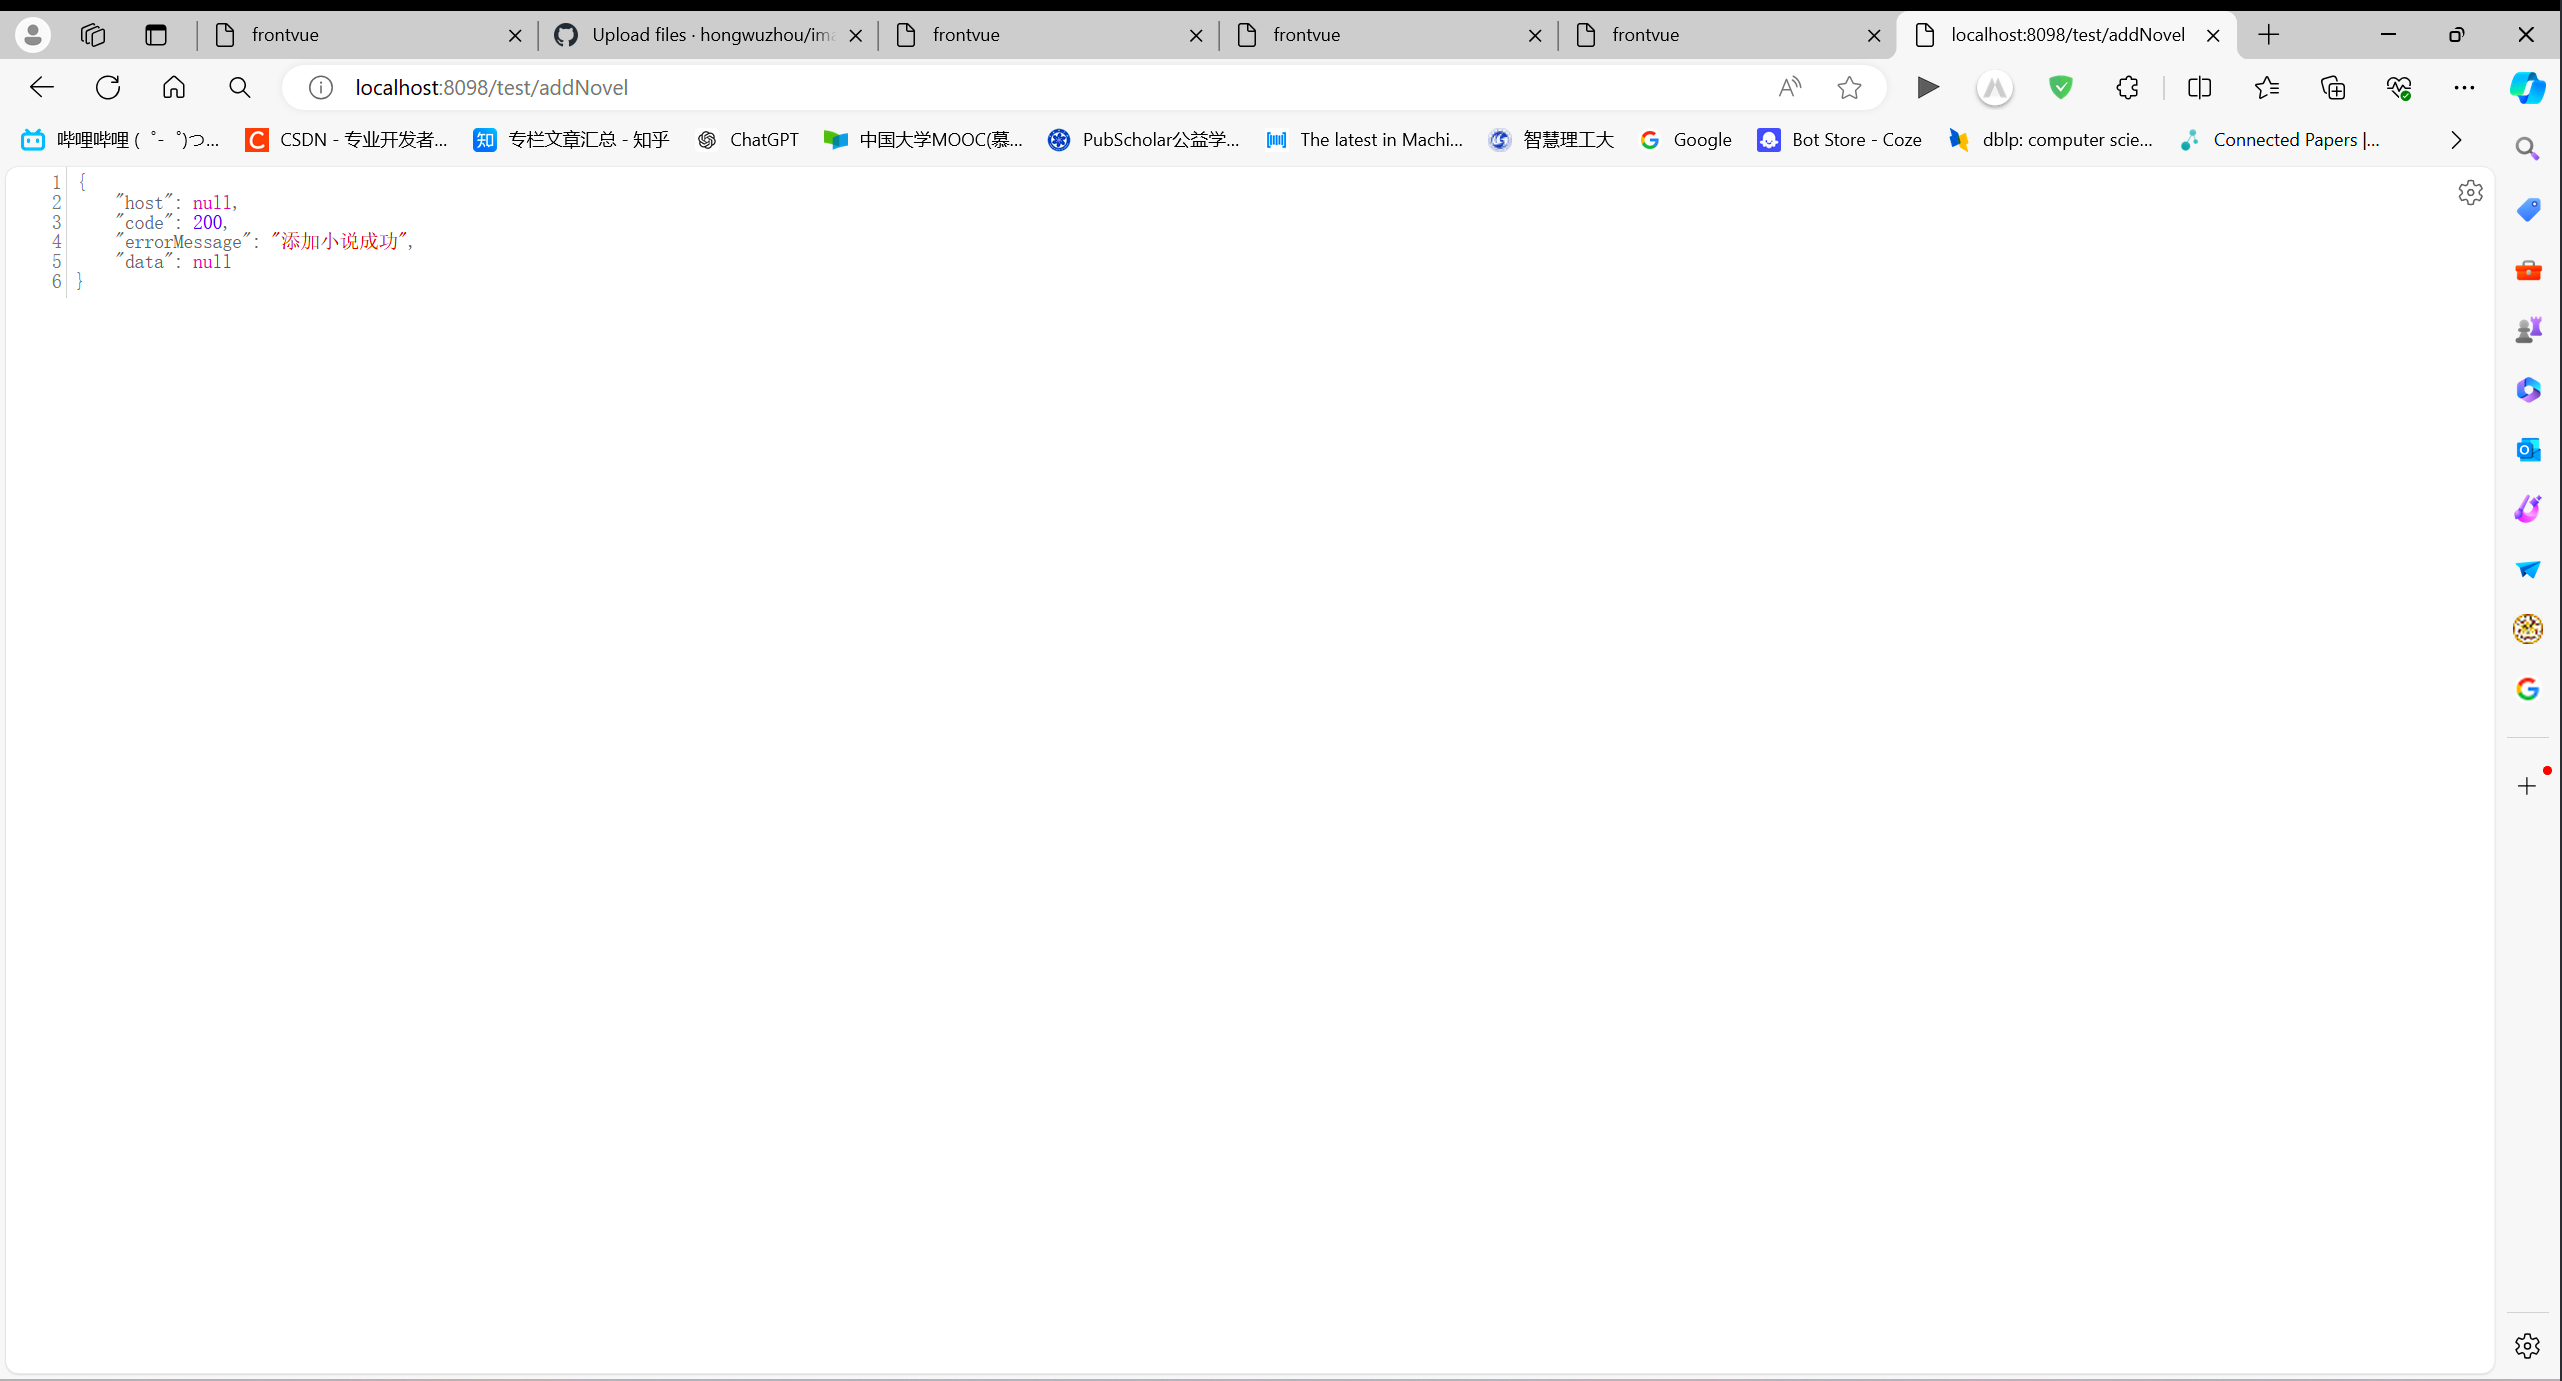 frontvue
Upload files · hongwuzhou/ima
frontvue
frontvue
frontvue
localhost:8098/test/addNovel
localhost:8098/test/addNovel
哔哩哔哩 (゜-゜)つ...
CSDN - 专业开发者...
专栏文章汇总 - 知乎
ChatGPT
中国大学MOOC(慕...
PubScholar公益学...
The latest in Machi...
智慧理工大
Google
Bot Store - Coze
dblp: computer scie...
Connected Papers |...
1 {
2 "host": null,
3 "code": 200,
4 "errorMessage": "添加小说成功",
5 "data": null
6 }